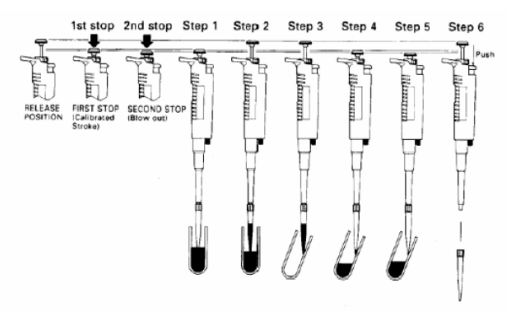 1st stop 2nd stop Step 1 Step 2 Step 3 Step 4 Step 5 Step 6
Push
RELEASE
POSITION
FIRST STOP
(Calibrated
Stroke)
SECOND STOP
(Blow out)